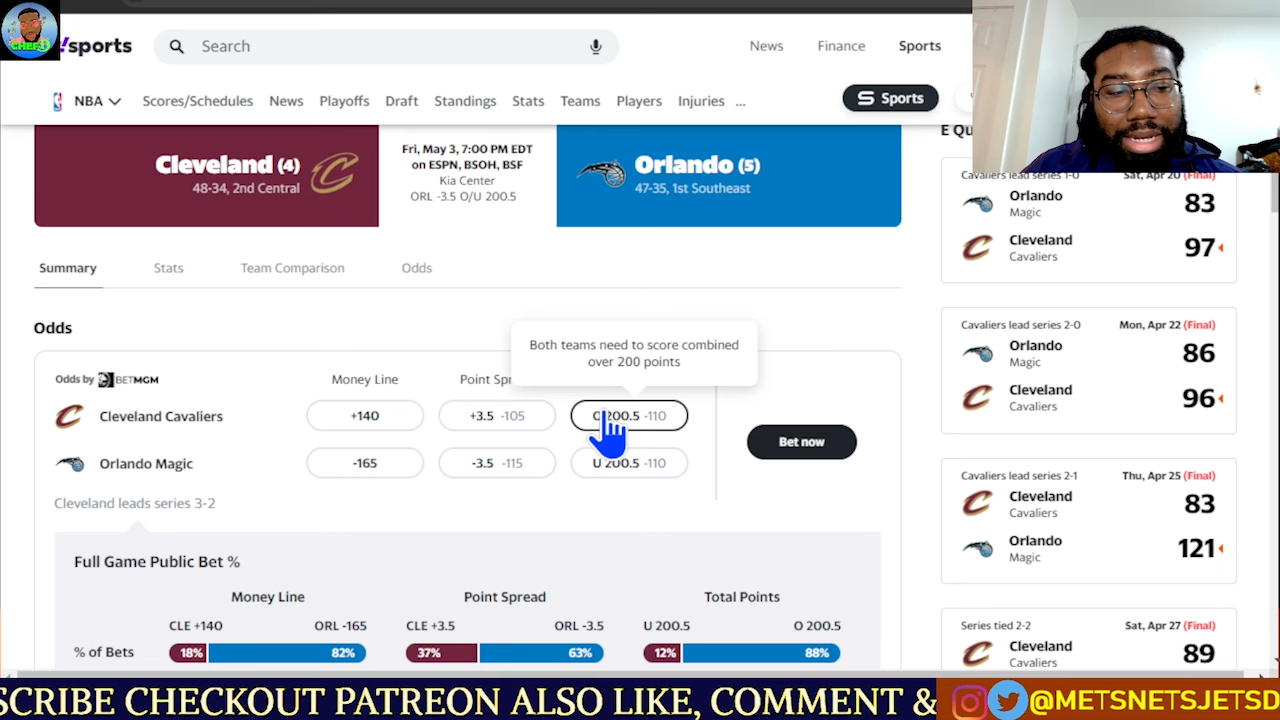 CHEF
!sports
Search
News
Finance
Sports
NBA
Scores/Schedules
News
Playoffs
Draft
Standings
Stats
Teams
Players
Injuries
...
S Sports
Cleveland (4)
48-34, 2nd Central
Fri, May 3, 7:00 PM EDT
on ESPN, BSOH, BSF
Kia Center
ORL -3.5 O/U 200.5
Orlando (5)
47-35, 1st Southeast
Summary
Stats
Team Comparison
Odds
Odds
Both teams need to score combined
over 200 points
Odds by BETMGM
Money Line
Point Sp
Cleveland Cavaliers
+140
+3.5 -105
200.5 -110
Orlando Magic
-165
-3.5 -115
U 200.5 -110
Bet now
Cleveland leads series 3-2
Full Game Public Bet %
Money Line
Point Spread
Total Points
CLE +140
ORL -165
CLE +3.5
ORL -3.5
U 200.5
O 200.5
% of Bets
18%
82%
37%
63%
12%
88%
E Qu
Cavaliers lead series 1-0
Sat, Apr 20 (Final)
Orlando
Magic
83
Cleveland
Cavaliers
97
Cavaliers lead series 2-0
Mon, Apr 22 (Final)
Orlando
Magic
86
Cleveland
Cavaliers
96
Cavaliers lead series 2-1
Thu, Apr 25 (Final)
Cleveland
Cavaliers
83
Orlando
Magic
121
Series tied 2-2
Sat, Apr 27 (Final)
Cleveland
Cavaliers
89
SCRIBE CHECKOUT PATREON ALSO LIKE, COMMENT &
@METSNETSJETSD